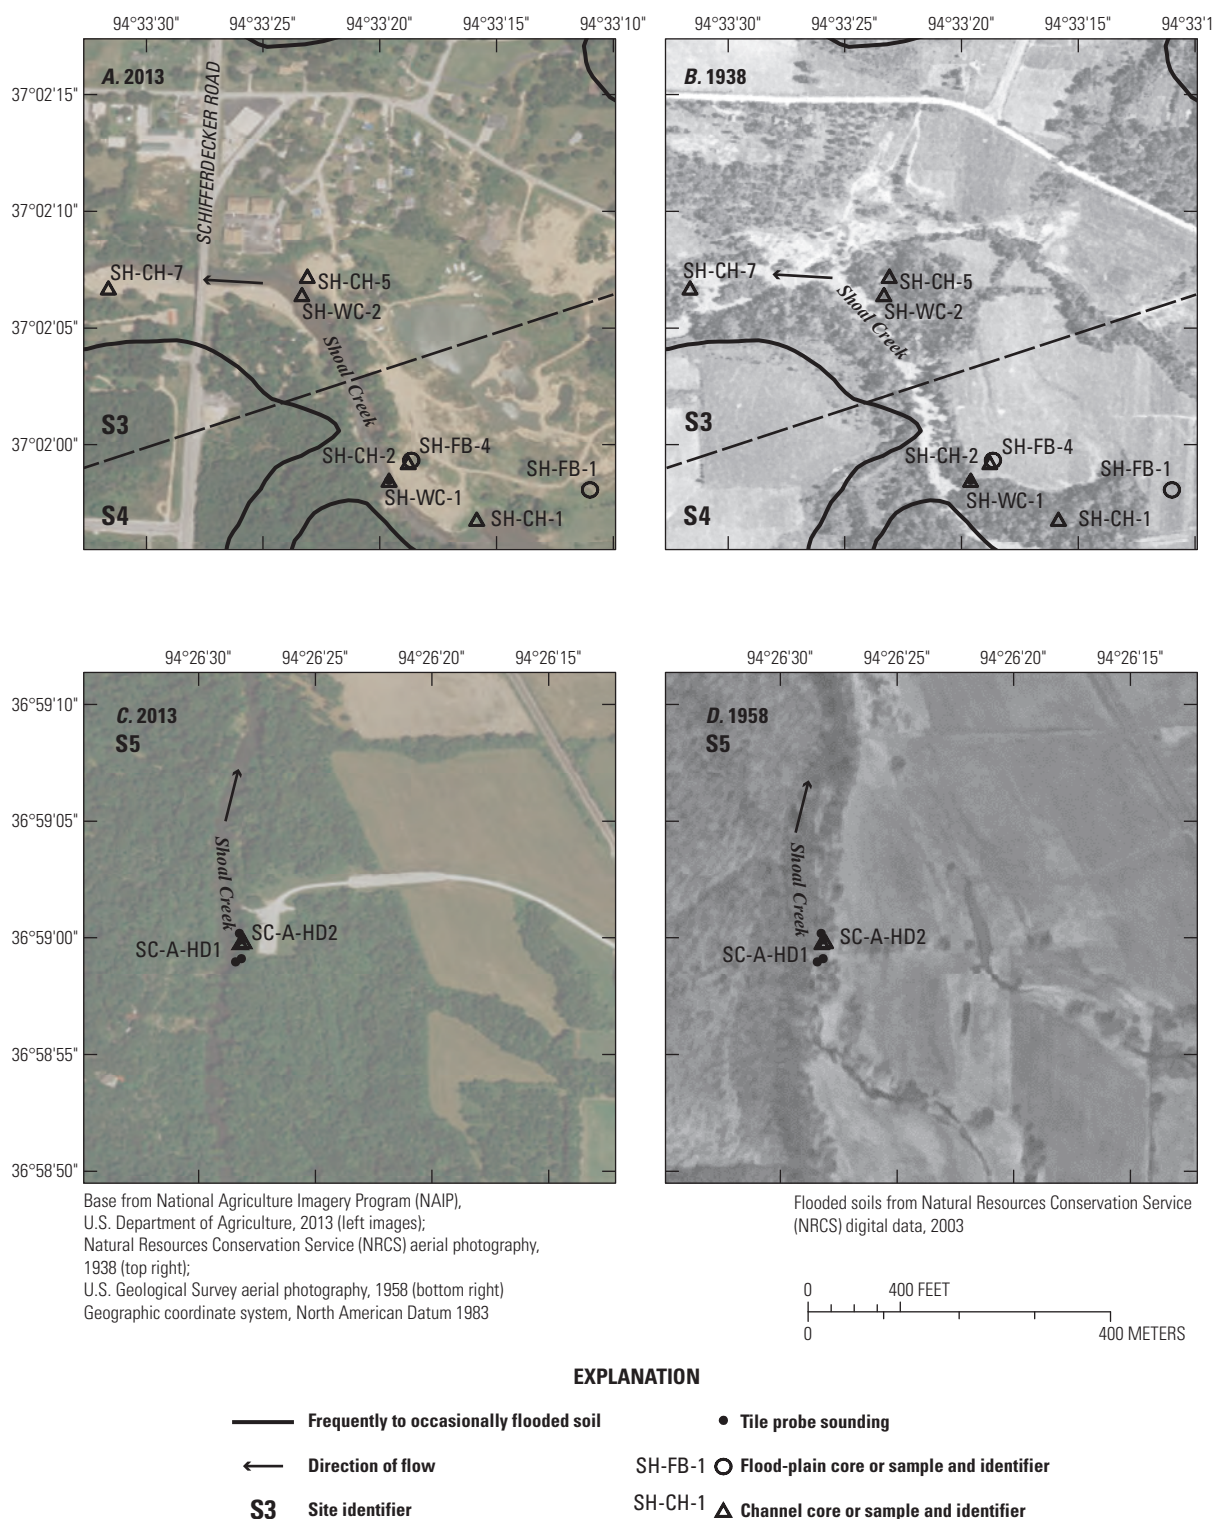 94°33'30" 94°33'25" 94°33'20" 94°33'15" 94°33'10"
94°33'30" 94°33'25" 94°33'20" 94°33'15" 94°33'1
37°02'15"
37°02'10"
37°02'05"
37°02'00"
A. 2013
SCHIFFERDECKER ROAD
SH-CH-7
SH-CH-5
SH-WC-2
Shoal Creek
S3
SH-CH-2
SH-FB-4
SH-FB-1
SH-WC-1
S4
SH-CH-1
B. 1938
SH-CH-7
SH-CH-5
SH-WC-2
Shoal Creek
S3
SH-CH-2
SH-FB-4
SH-FB-1
SH-WC-1
S4
SH-CH-1
94°26'30" 94°26'25" 94°26'20" 94°26'15"
94°26'30" 94°26'25" 94°26'20" 94°26'15"
36°59'10"
36°59'05"
36°59'00"
36°58'55"
36°58'50"
C. 2013
S5
Shoal Creek
SC-A-HD2
SC-A-HD1
D. 1958
S5
Shoal Creek
SC-A-HD2
SC-A-HD1
Base from National Agriculture Imagery Program (NAIP),
U.S. Department of Agriculture, 2013 (left images);
Natural Resources Conservation Service (NRCS) aerial photography,
1938 (top right);
U.S. Geological Survey aerial photography, 1958 (bottom right)
Geographic coordinate system, North American Datum 1983
Flooded soils from Natural Resources Conservation Service
(NRCS) digital data, 2003
0 400 FEET
0 400 METERS
EXPLANATION
Frequently to occasionally flooded soil
Direction of flow
S3 Site identifier
Tile probe sounding
SH-FB-1 Flood-plain core or sample and identifier
SH-CH-1 Channel core or sample and identifier